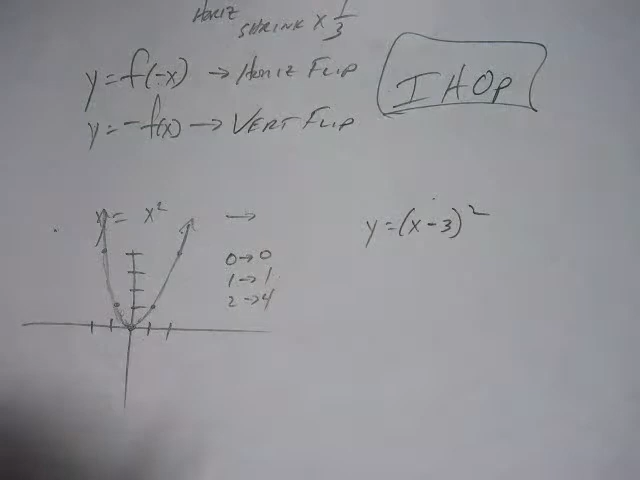 HORIZ
SHRINK x 1/3
y=f(-x) → HORIZ FLIP
y=-f(x) → VERT FLIP
IHOP
y= x² →
y=(x-3)²
0→0
1→1
2→4